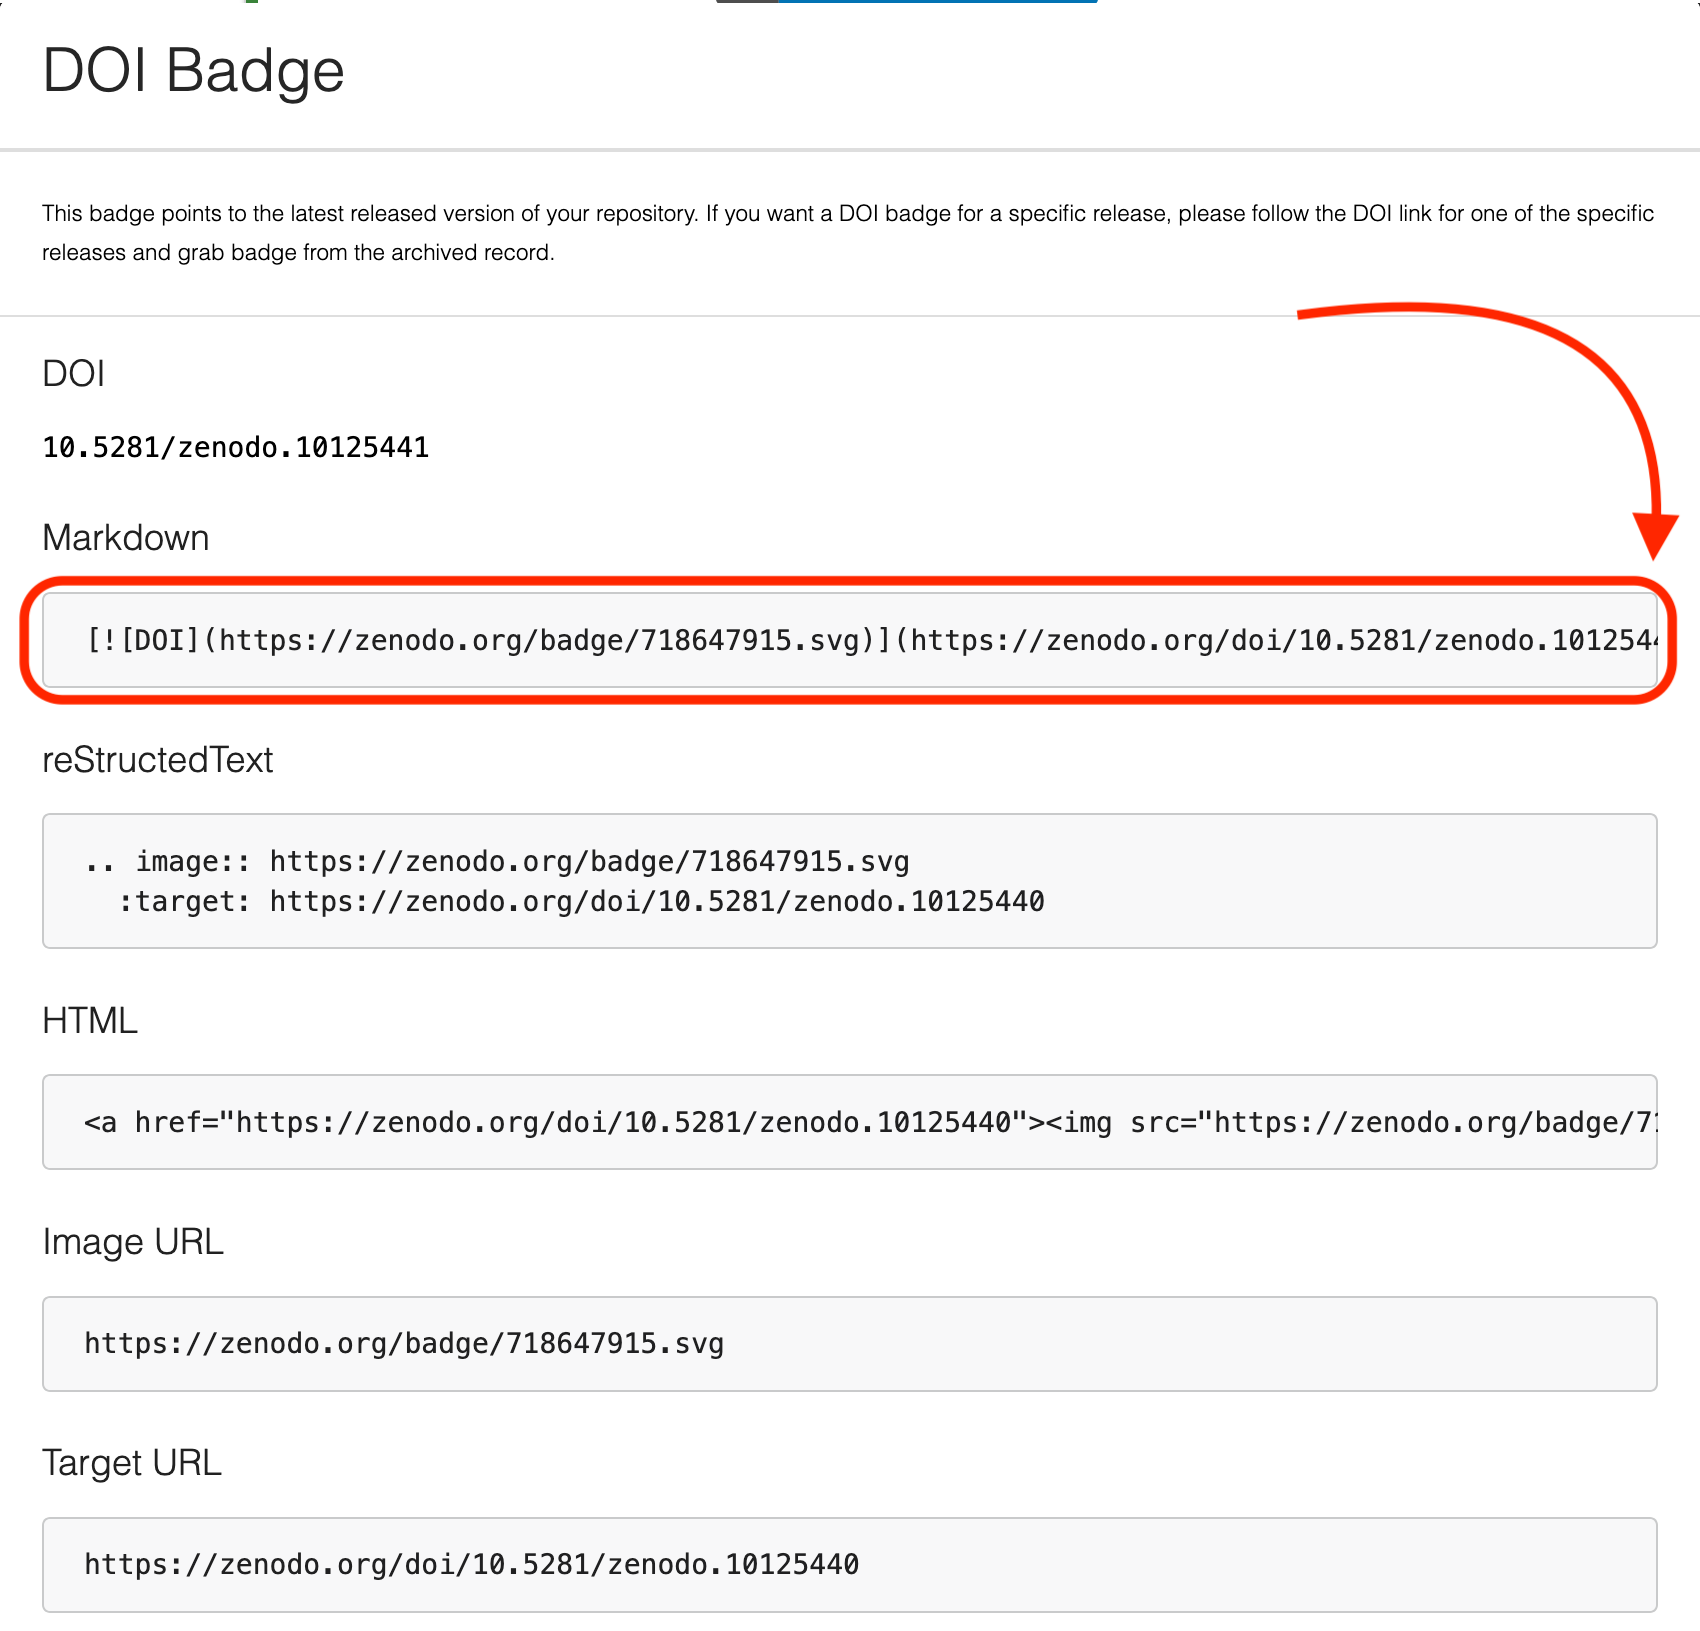 DOI Badge
This badge points to the latest released version of your repository. If you want a DOI badge for a specific release, please follow the DOI link for one of the specific
releases and grab badge from the archived record.
DOI
10.5281/zenodo.10125441
Markdown
[![DOI](https://zenodo.org/badge/718647915.svg)](https://zenodo.org/doi/10.5281/zenodo.1012544
reStructedText
.. image:: https://zenodo.org/badge/718647915.svg
  :target: https://zenodo.org/doi/10.5281/zenodo.10125440
HTML
<a href="https://zenodo.org/doi/10.5281/zenodo.10125440"><img src="https://zenodo.org/badge/71
Image URL
https://zenodo.org/badge/718647915.svg
Target URL
https://zenodo.org/doi/10.5281/zenodo.10125440